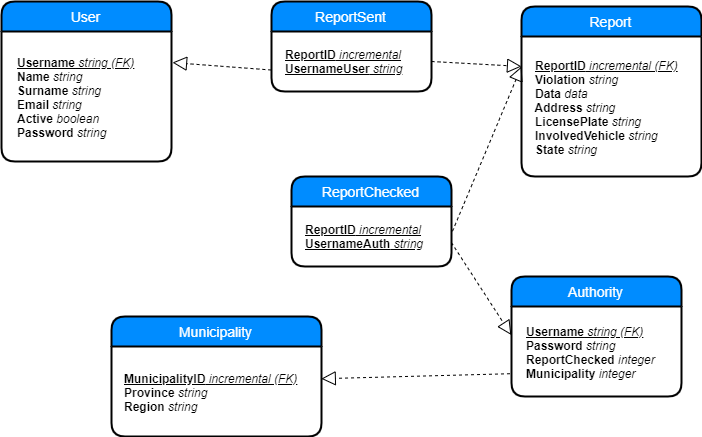 User
Username string (FK)
Name string
Surname string
Email string
Active boolean
Password string
ReportSent
ReportID incremental
UsernameUser string
Report
ReportID incremental (FK)
Violation string
Data data
Address string
LicensePlate string
InvolvedVehicle string
State string
ReportChecked
ReportID incremental
UsernameAuth string
Municipality
MunicipalityID incremental (FK)
Province string
Region string
Authority
Username string (FK)
Password string
ReportChecked integer
Municipality integer